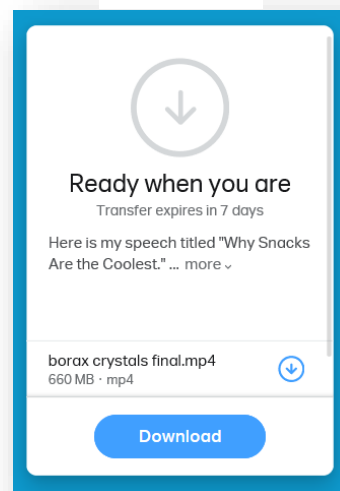 Ready when you are
Transfer expires in 7 days
Here is my speech titled "Why Snacks
Are the Coolest." ... more
borax crystals final.mp4
660 MB · mp4
Download